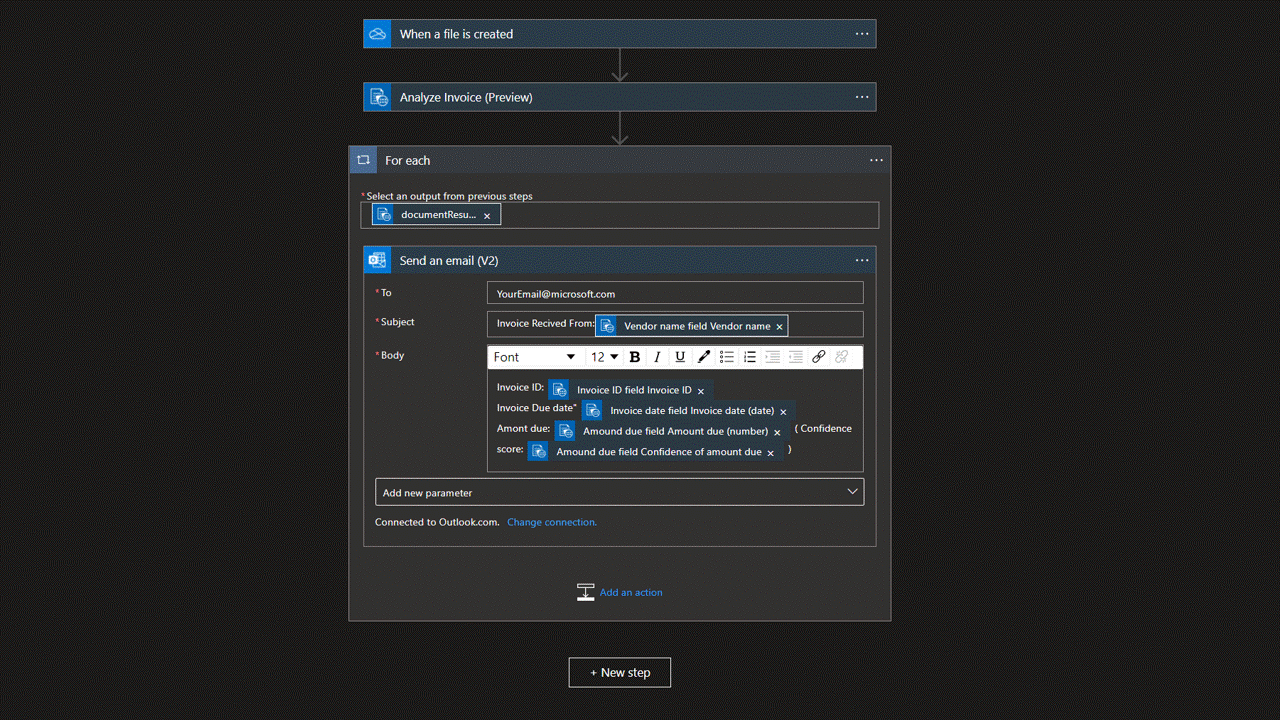 When a file is created
Analyze Invoice (Preview)
For each
*Select an output from previous steps
documentResu... ×
Send an email (V2)
*To
YourEmail@microsoft.com
*Subject
Invoice Recived From: Vendor name field Vendor name ×
*Body
Font 12 B I U
Invoice ID: Invoice ID field Invoice ID ×
Invoice Due date" Invoice date field Invoice date (date) ×
Amont due: Amound due field Amount due (number) × ( Confidence
score: Amound due field Confidence of amount due × )
Add new parameter
Connected to Outlook.com. Change connection.
Add an action
+ New step